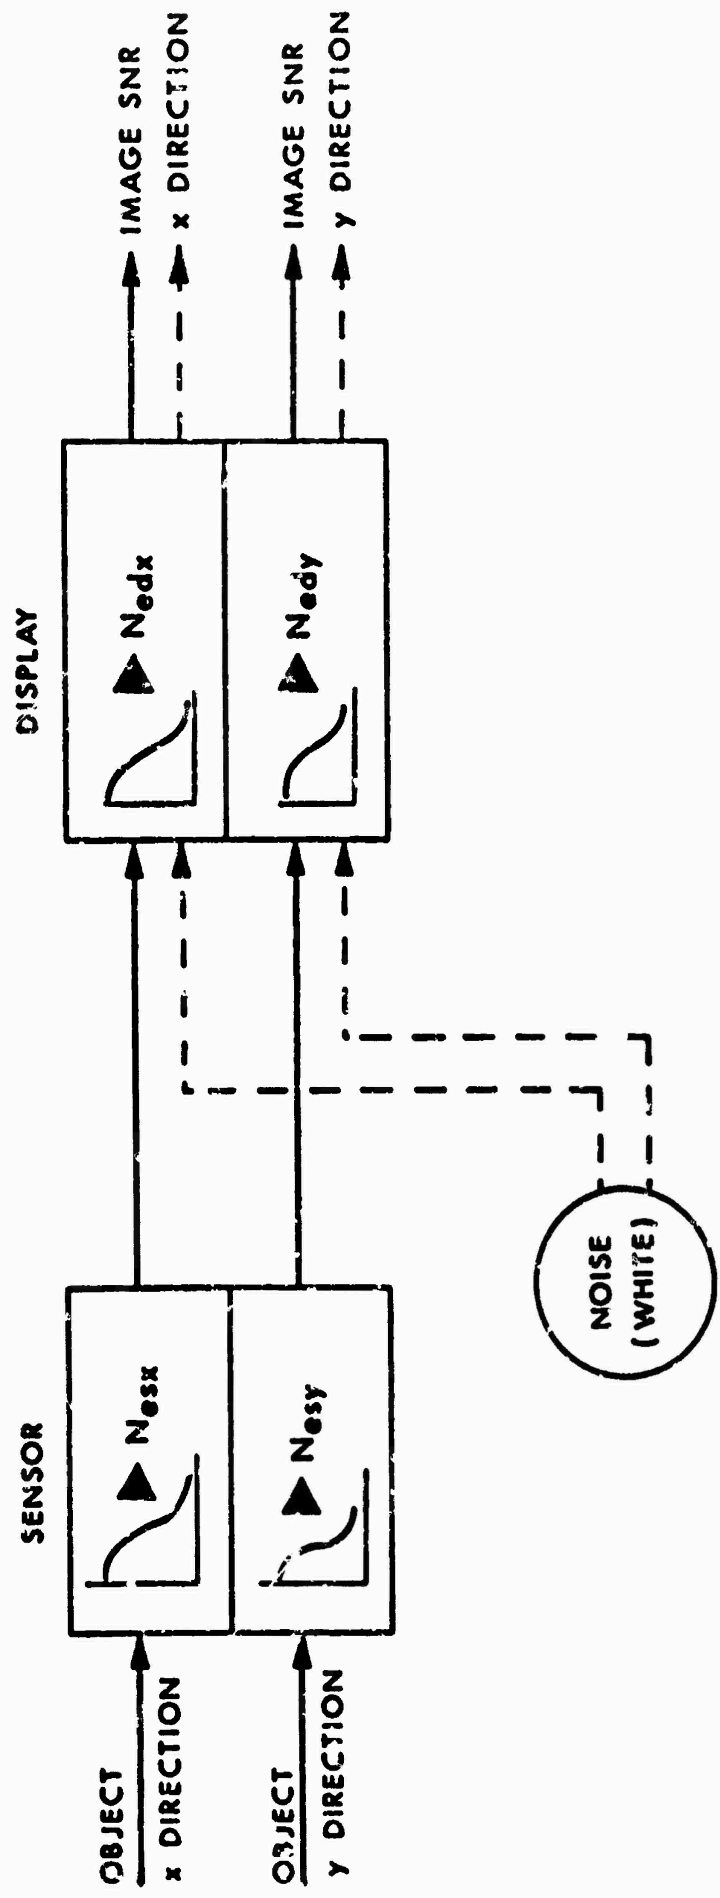 SENSOR
DISPLAY
OBJECT
x DIRECTION
Nesx
Nedx
IMAGE SNR
x DIRECTION
OBJECT
y DIRECTION
Nesy
Nedy
IMAGE SNR
y DIRECTION
NOISE
(WHITE)